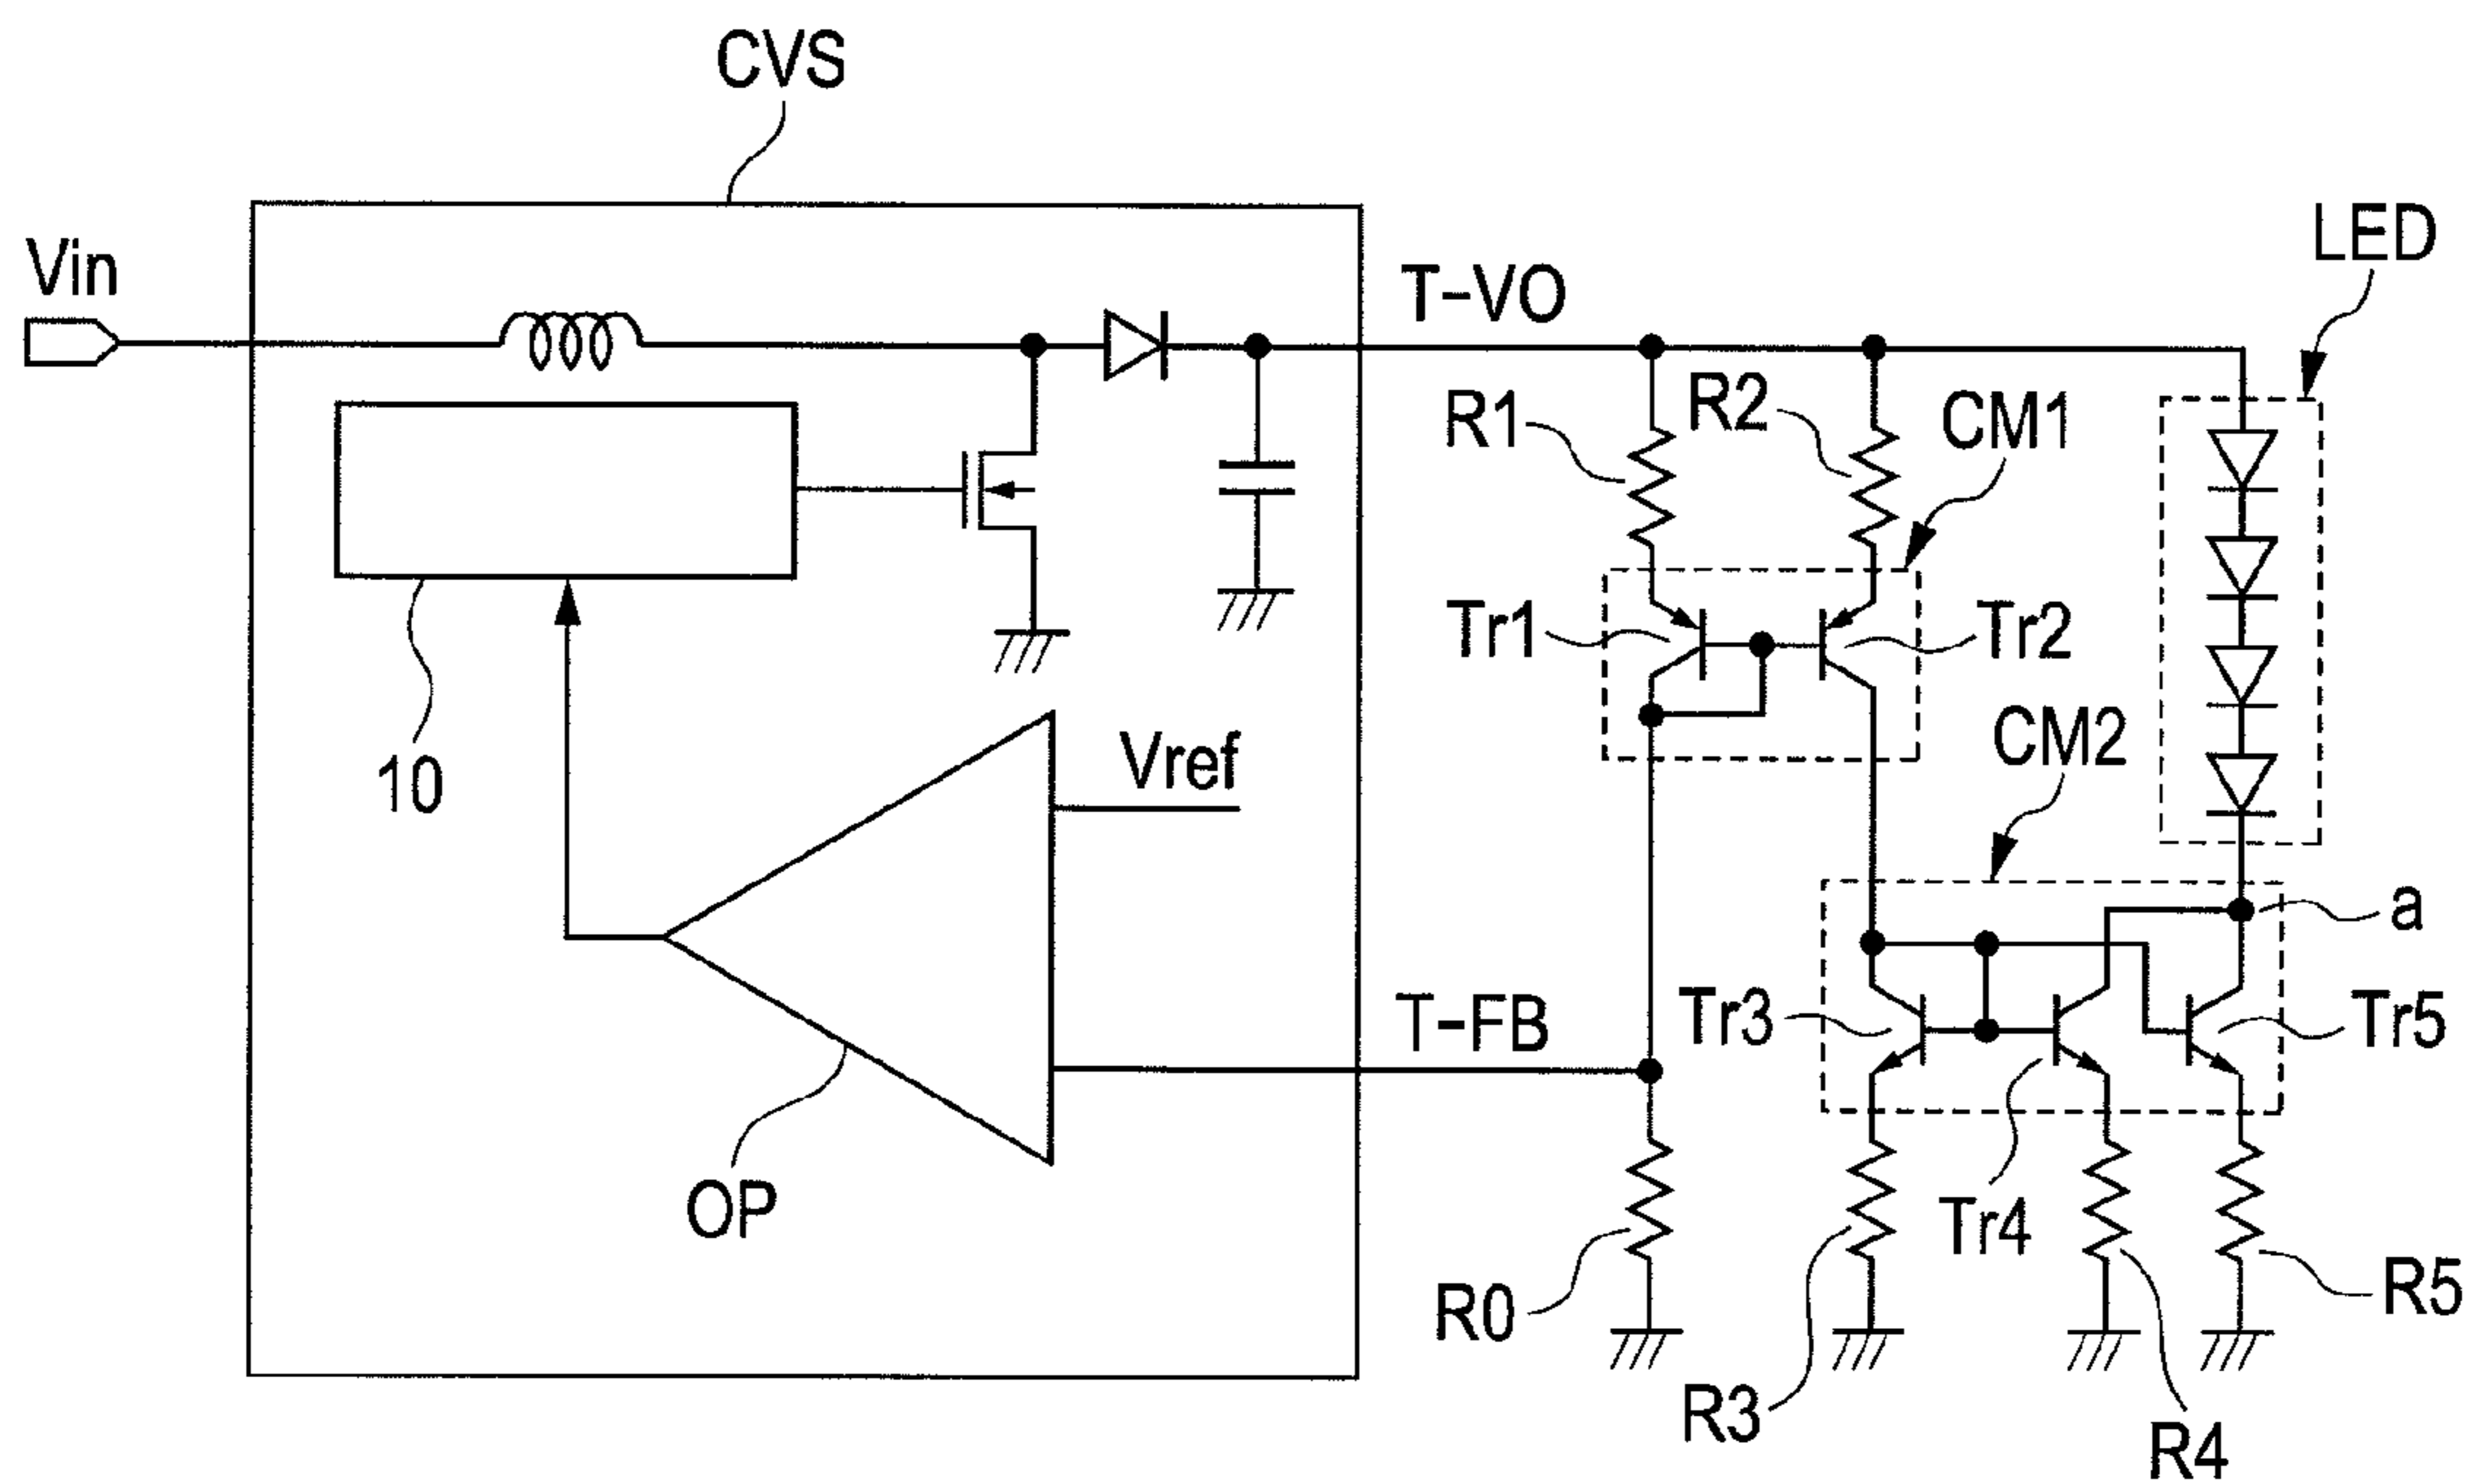 CVS
Vin
LED
T-VO
R1
R2
CM1
Tr1
Tr2
CM2
10
Vref
a
T-FB
Tr3
Tr5
OP
Tr4
R0
R5
R3
R4